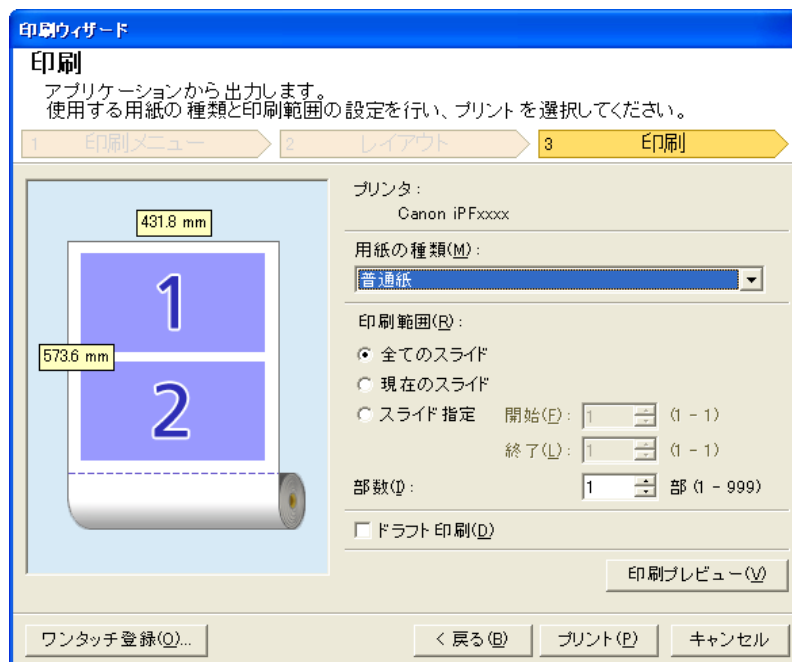 印刷ウィザード
印刷
アプリケーションから出力します。
使用する用紙の種類と印刷範囲の設定を行い、プリントを選択してください。
1 印刷メニュー 2 レイアウト 3 印刷
431.8 mm
573.6 mm
1
2
プリンタ:
Canon iPFxxxx
用紙の種類(M):
普通紙
印刷範囲(R):
全てのスライド
現在のスライド
スライド指定 開始(F): 1 (1 - 1)
終了(L): 1 (1 - 1)
部数(I): 1 部 (1 - 999)
ドラフト印刷(D)
印刷プレビュー(V)
ワンタッチ登録(O)... < 戻る(B) プリント(P) キャンセル